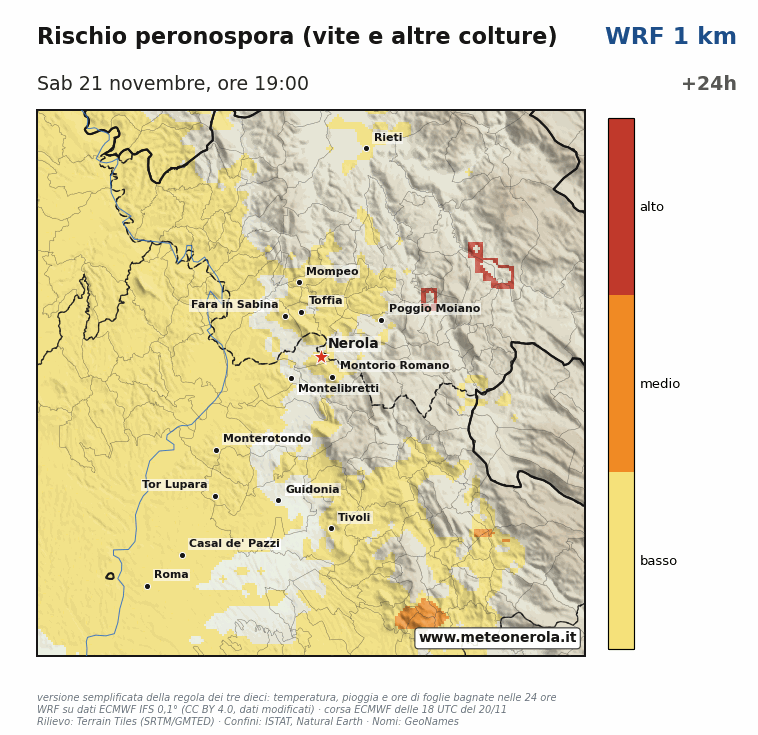 Rischio peronospora (vite e altre colture)
WRF 1 km
Sab 21 novembre, ore 19:00
+24h
Rieti
alto
Mompeo
Toffia
Fara in Sabina
Poggio Moiano
Nerola
Montorio Romano
Montelibretti
medio
Monterotondo
Tor Lupara
Guidonia
Tivoli
Casal de' Pazzi
basso
Roma
www.meteonerola.it
versione semplificata della regola dei tre dieci: temperatura, pioggia e ore di foglie bagnate nelle 24 ore
WRF su dati ECMWF IFS 0,1° (CC BY 4.0, dati modificati) · corsa ECMWF delle 18 UTC del 20/11
Rilievo: Terrain Tiles (SRTM/GMTED) · Confini: ISTAT, Natural Earth · Nomi: GeoNames